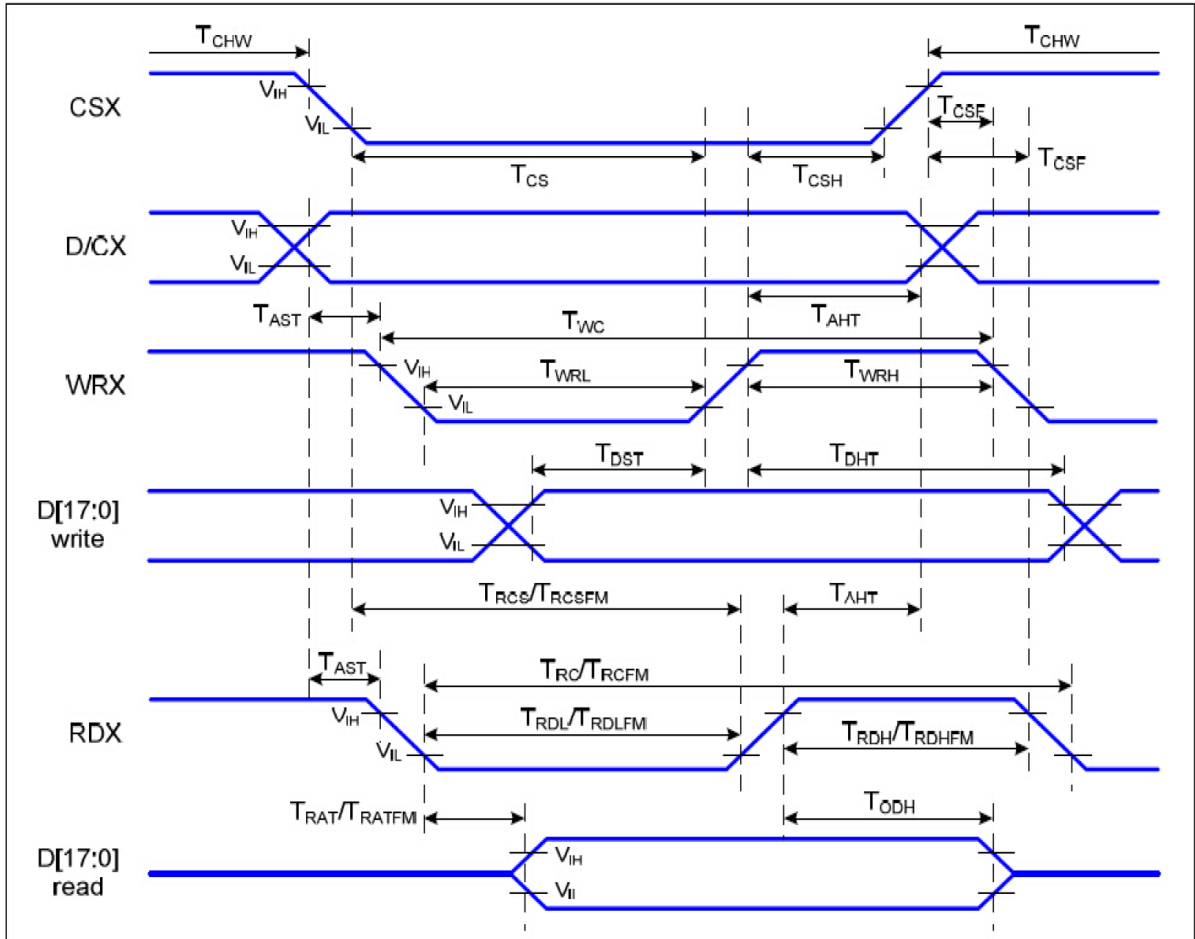 TCHW TCHW
VIH
CSX
TCSF
VIL
TCS TCSH TCSF
VIH
D/CX
VIL
TAST TWC TAHT
VIH
WRX TWRL TWRH
VIL
TDST TDHT
D[17:0] VIH
write VIL
TRCS/TRCSFM TAHT
TAST TRC/TRCFM
VIH
RDX TRDL/TRDLFM TRDH/TRDHFM
VIL
TRAT/TRATFM TODH
D[17:0] VIH
read VIL